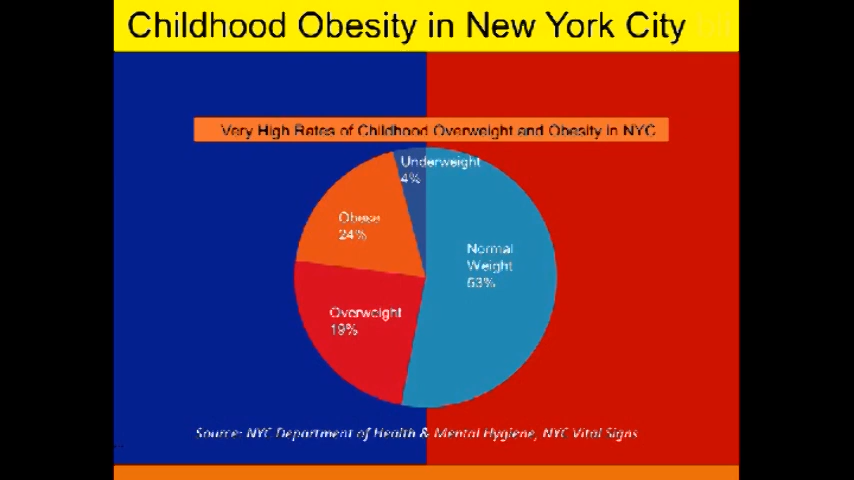 Childhood Obesity in New York City
Very High Rates of Childhood Overweight and Obesity in NYC
Underweight
4%
Obese
24%
Normal
Weight
53%
Overweight
19%
Source: NYC Department of Health & Mental Hygiene, NYC Vital Signs